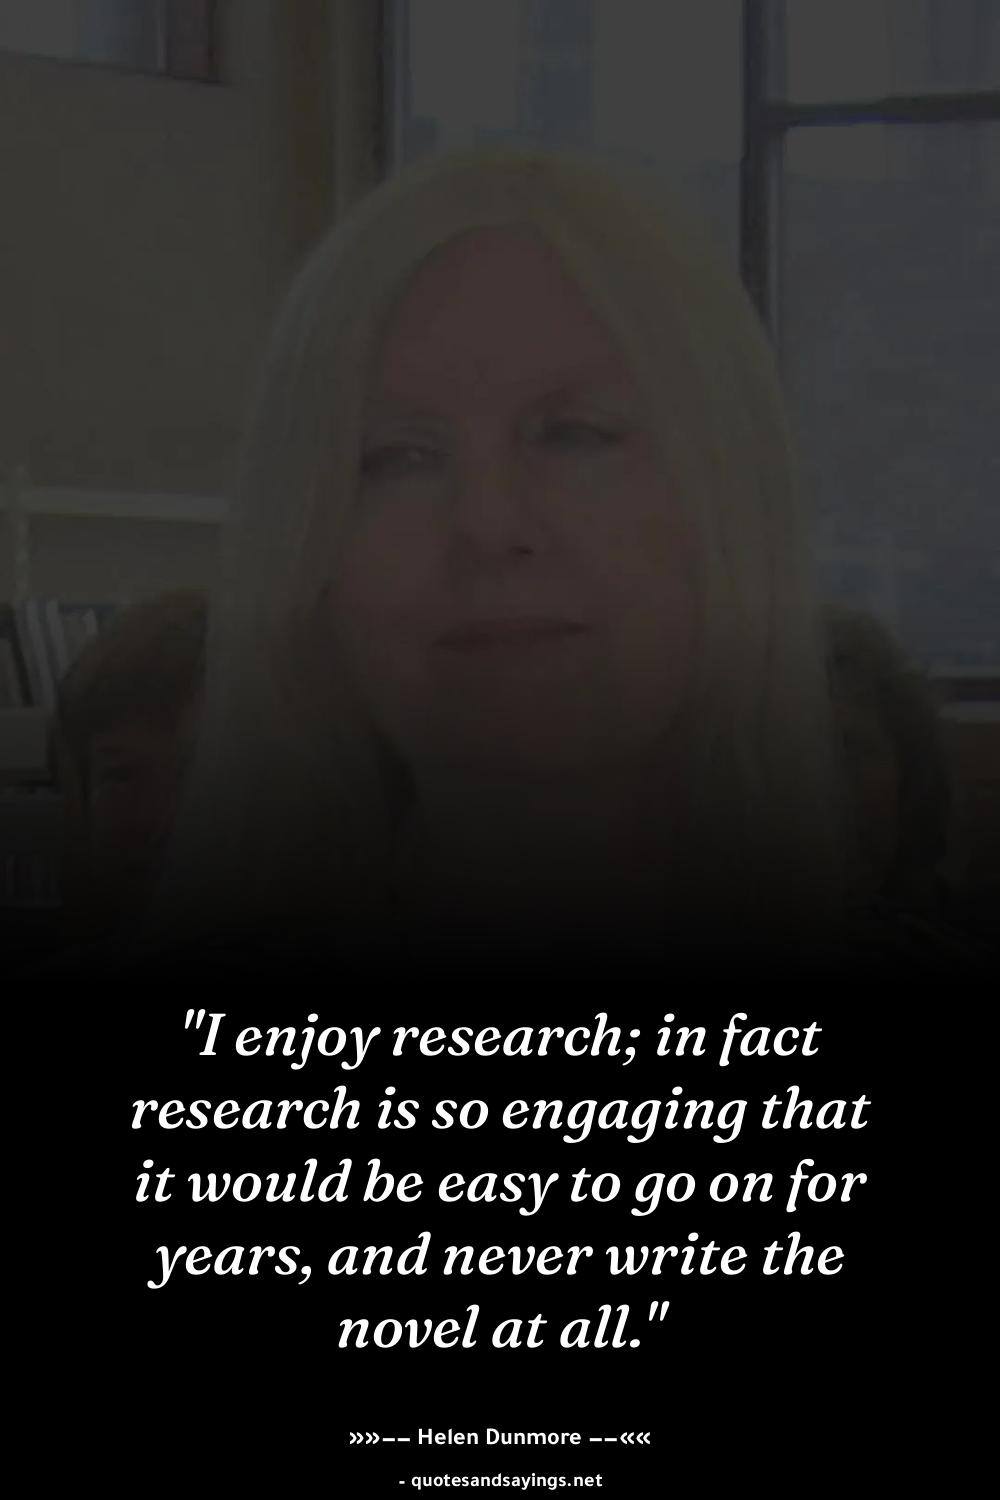 "I enjoy research; in fact
research is so engaging that
it would be easy to go on for
years, and never write the
novel at all."
»»–– Helen Dunmore ––««
- quotesandsayings.net